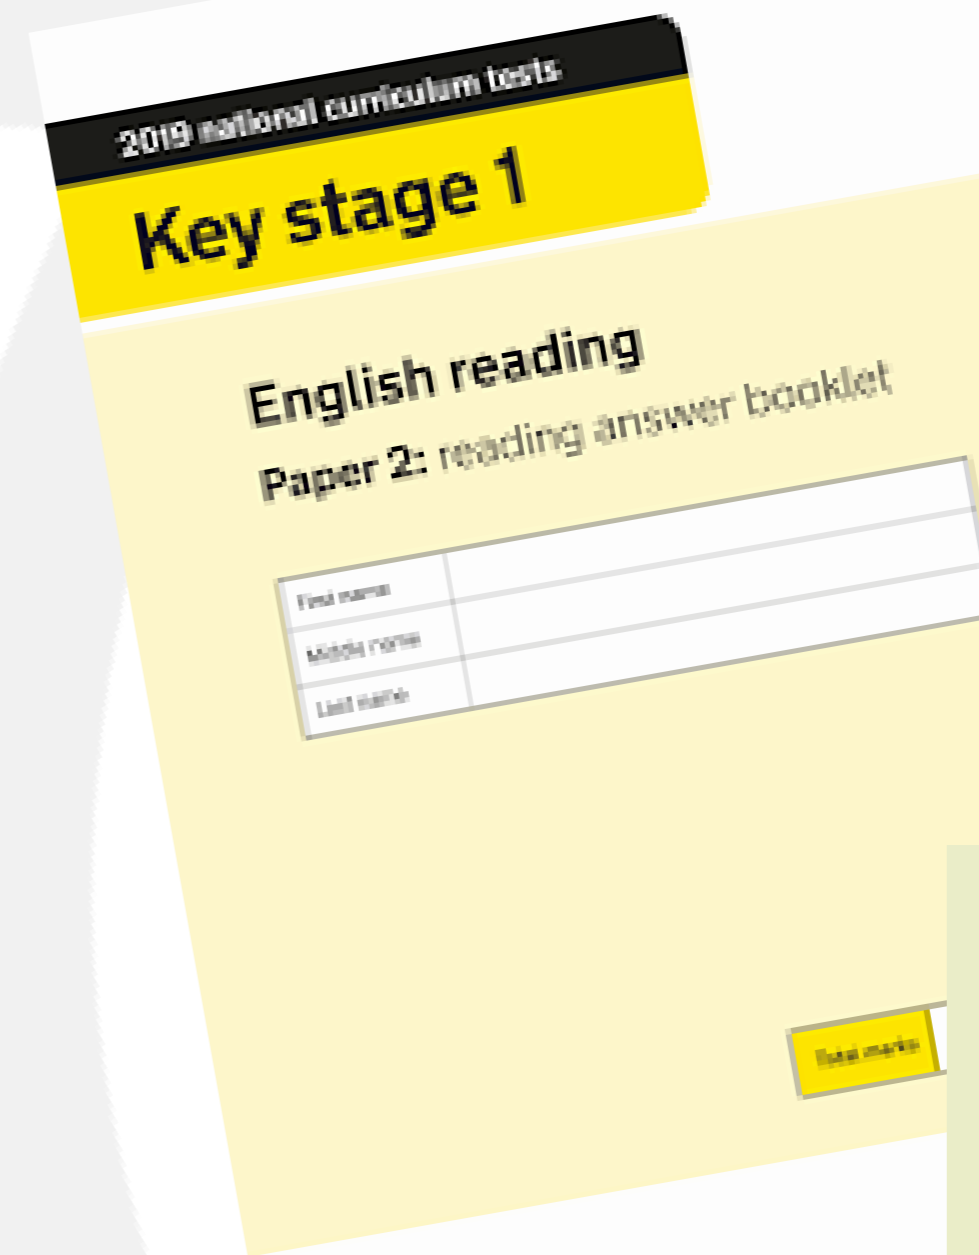 2019 national curriculum tests
Key stage 1
English reading
Paper 2: reading answer booklet
First name
Middle name
Last name
Total marks